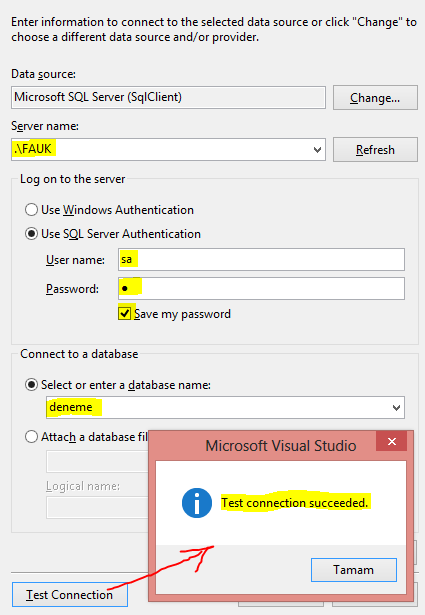 Enter information to connect to the selected data source or click "Change" to
choose a different data source and/or provider.
Data source:
Microsoft SQL Server (SqlClient)
Change...
Server name:
.\FAUK
Refresh
Log on to the server
Use Windows Authentication
Use SQL Server Authentication
User name:
sa
Password:
●
Save my password
Connect to a database
Select or enter a database name:
deneme
Attach a database fil
Logical name:
Microsoft Visual Studio
Test connection succeeded.
Tamam
Test Connection